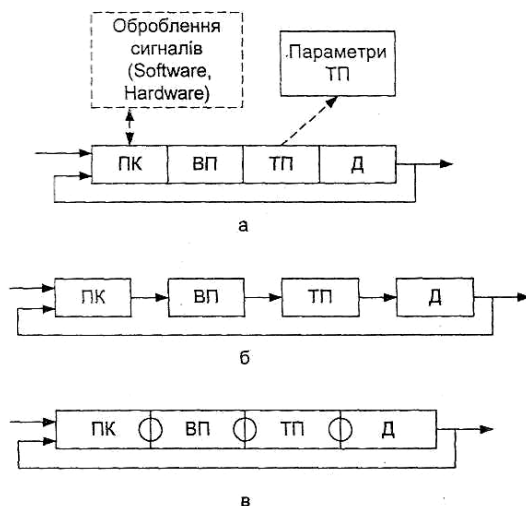 Оброблення
сигналів
(Software,
Hardware)
Параметри
ТП
ПК ВП ТП Д
а
ПК ВП ТП Д
б
ПК ВП ТП Д
в